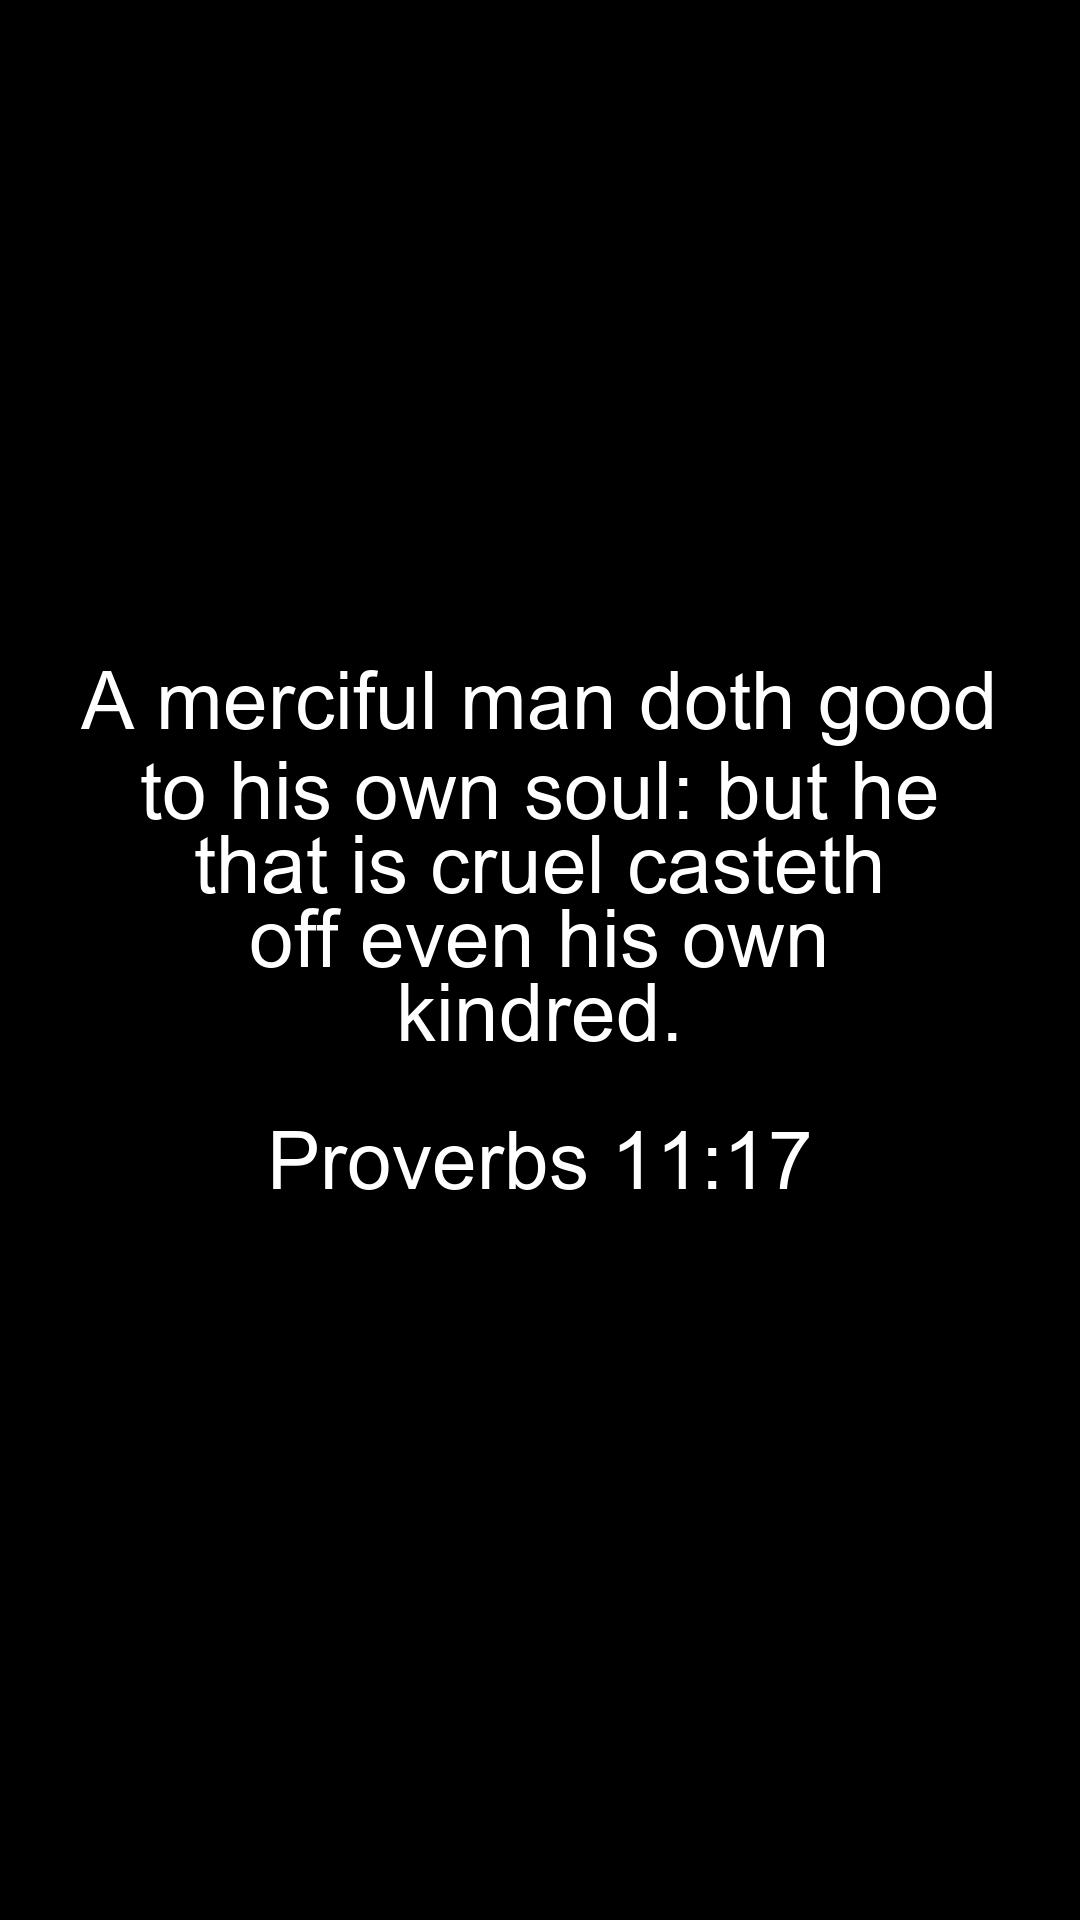 A merciful man doth good
to his own soul: but he
that is cruel casteth
off even his own
kindred.
Proverbs 11:17